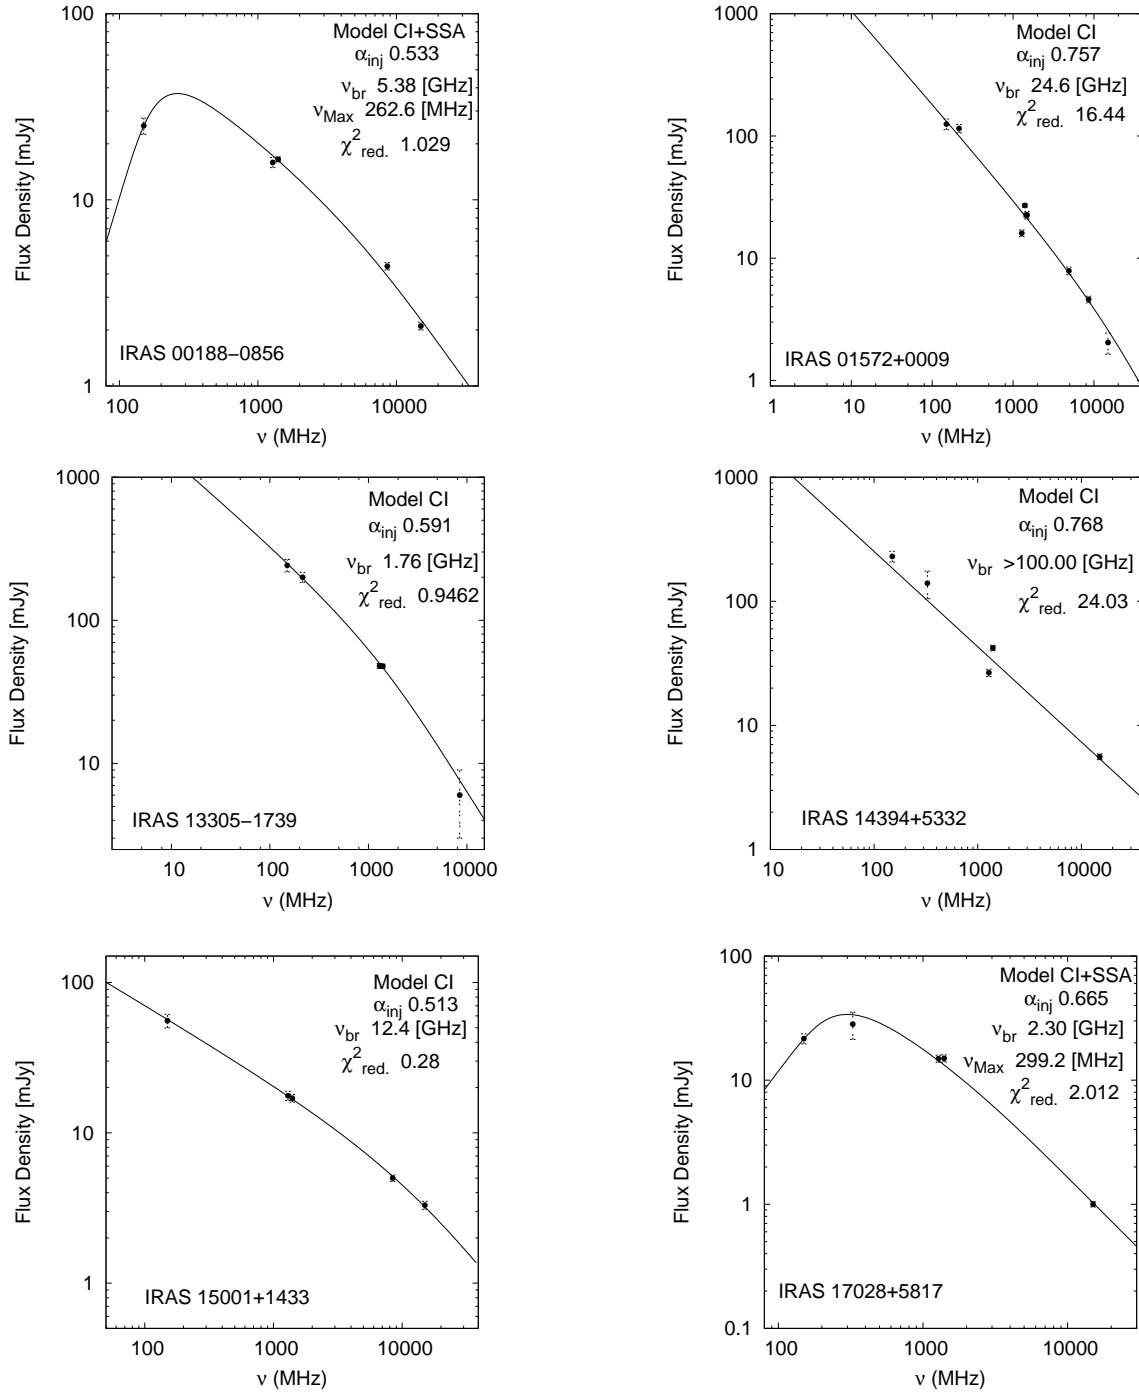 Model CI+SSA
αinj 0.533
νbr 5.38 [GHz]
νMax 262.6 [MHz]
χ²red. 1.029
100
10
1
Flux Density [mJy]
IRAS 00188−0856
100 1000 10000
ν (MHz)
Model CI
αinj 0.757
νbr 24.6 [GHz]
χ²red. 16.44
1000
100
10
1
Flux Density [mJy]
IRAS 01572+0009
1 10 100 1000 10000
ν (MHz)
Model CI
αinj 0.591
νbr 1.76 [GHz]
χ²red. 0.9462
1000
100
10
Flux Density [mJy]
IRAS 13305−1739
10 100 1000 10000
ν (MHz)
Model CI
αinj 0.768
νbr >100.00 [GHz]
χ²red. 24.03
1000
100
10
1
Flux Density [mJy]
IRAS 14394+5332
10 100 1000 10000
ν (MHz)
Model CI
αinj 0.513
νbr 12.4 [GHz]
χ²red. 0.28
100
10
1
Flux Density [mJy]
IRAS 15001+1433
100 1000 10000
ν (MHz)
Model CI+SSA
αinj 0.665
νbr 2.30 [GHz]
νMax 299.2 [MHz]
χ²red. 2.012
100
10
1
0.1
Flux Density [mJy]
IRAS 17028+5817
100 1000 10000
ν (MHz)